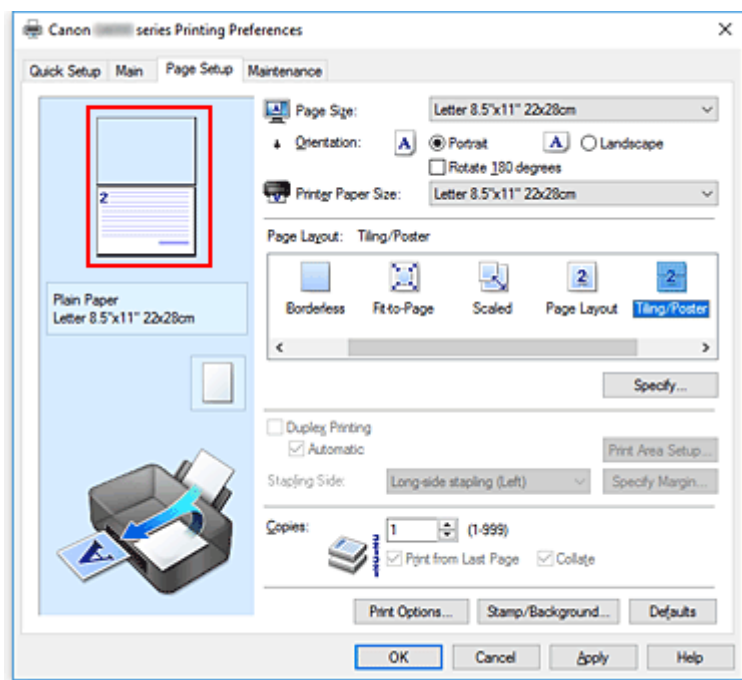 Canon series Printing Preferences
Quick Setup Main Page Setup Maintenance
Page Size: Letter 8.5"x11" 22x28cm
Orientation: A Portrait A Landscape
Rotate 180 degrees
Printer Paper Size: Letter 8.5"x11" 22x28cm
Page Layout: Tiling/Poster
2
2 2
Borderless Fit-to-Page Scaled Page Layout Tiling/Poster
Plain Paper
Letter 8.5"x11" 22x28cm
Specify...
Duplex Printing
Automatic
Print Area Setup...
Stapling Side: Long-side stapling (Left) Specify Margin...
Copies: 1 (1-999)
Print from Last Page Collate
A
Print Options... Stamp/Background... Defaults
OK Cancel Apply Help